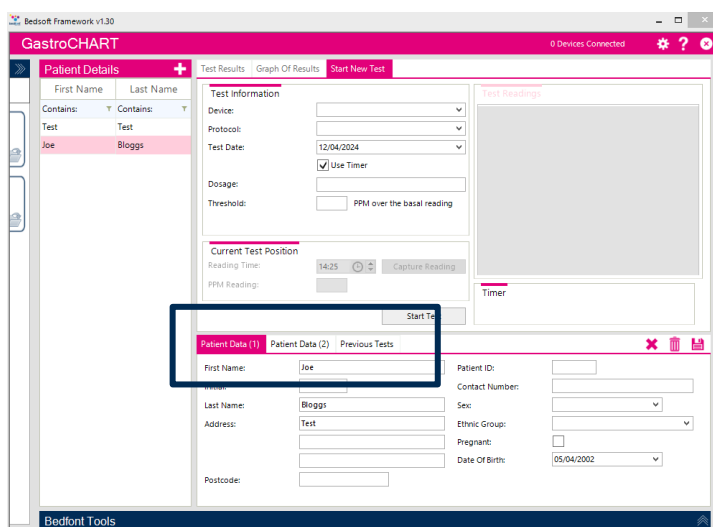 Bedsoft Framework v1.30
GastroCHART
0 Devices Connected
Patient Details
First Name Last Name
Contains: Contains:
Test Test
Joe Bloggs
Test Results Graph Of Results Start New Test
Test Information
Device:
Protocol:
Test Date: 12/04/2024
Use Timer
Dosage:
Threshold: PPM over the basal reading
Current Test Position
Reading Time: 14:25 Capture Reading
PPM Reading:
Start
Test Readings
Timer
Patient Data (1) Patient Data (2) Previous Tests
First Name: Joe
Initial:
Last Name: Bloggs
Address: Test
Postcode:
Patient ID:
Contact Number:
Sex:
Ethnic Group:
Pregnant:
Date Of Birth: 05/04/2002
Bedfont Tools